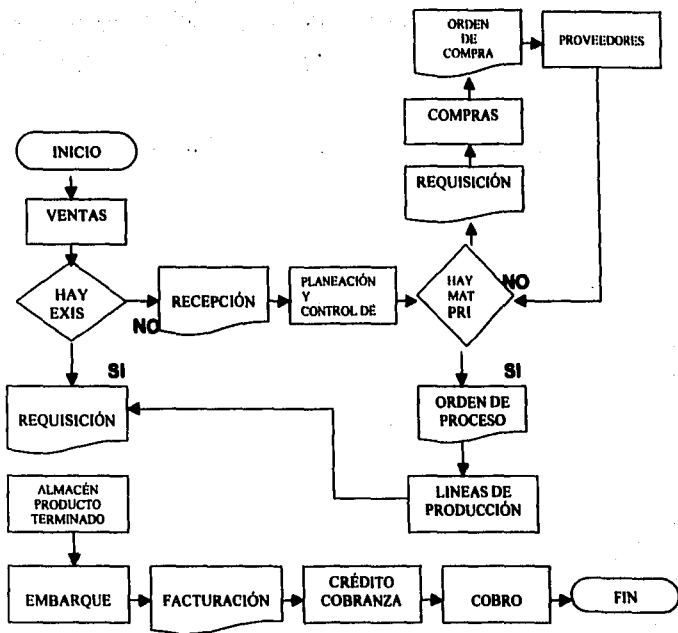 ORDEN
DE
COMPRA
PROVEEDORES
COMPRAS
INICIO
REQUISICIÓN
VENTAS
HAY
EXIS
NO
RECEPCIÓN
PLANEACIÓN
Y
CONTROL DE
HAY
MAT
PRI
NO
SI
REQUISICIÓN
SI
ORDEN DE
PROCESO
ALMACÉN
PRODUCTO
TERMINADO
LINEAS DE
PRODUCCIÓN
EMBARQUE
FACTURACIÓN
CRÉDITO
COBRANZA
COBRO
FIN